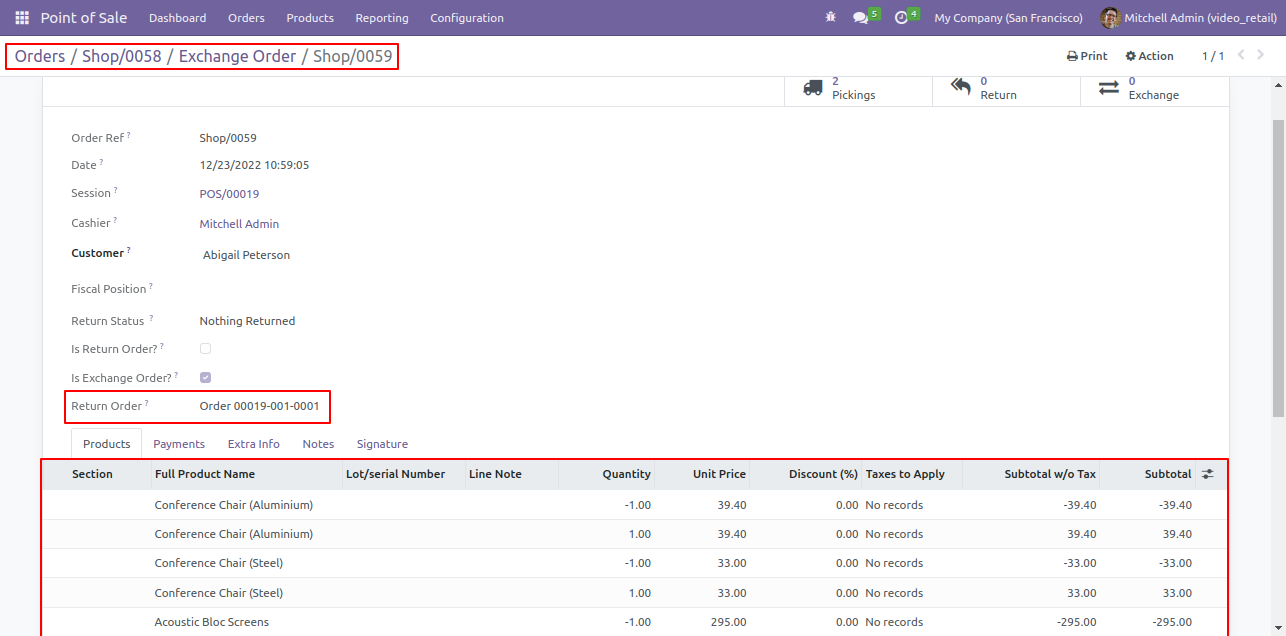 Point of Sale Dashboard Orders Products Reporting Configuration 5 4 My Company (San Francisco) Mitchell Admin (video_retail)
Orders / Shop/0058 / Exchange Order / Shop/0059 Print Action 1 / 1
2 Pickings 0 Return 0 Exchange
Order Ref ? Shop/0059
Date ? 12/23/2022 10:59:05
Session ? POS/00019
Cashier ? Mitchell Admin
Customer ? Abigail Peterson
Fiscal Position ?
Return Status ? Nothing Returned
Is Return Order? ?
Is Exchange Order? ?
Return Order ? Order 00019-001-0001
Products Payments Extra Info Notes Signature
Section Full Product Name Lot/serial Number Line Note Quantity Unit Price Discount (%) Taxes to Apply Subtotal w/o Tax Subtotal
Conference Chair (Aluminium) -1.00 39.40 0.00 No records -39.40 -39.40
Conference Chair (Aluminium) 1.00 39.40 0.00 No records 39.40 39.40
Conference Chair (Steel) -1.00 33.00 0.00 No records -33.00 -33.00
Conference Chair (Steel) 1.00 33.00 0.00 No records 33.00 33.00
Acoustic Bloc Screens -1.00 295.00 0.00 No records -295.00 -295.00